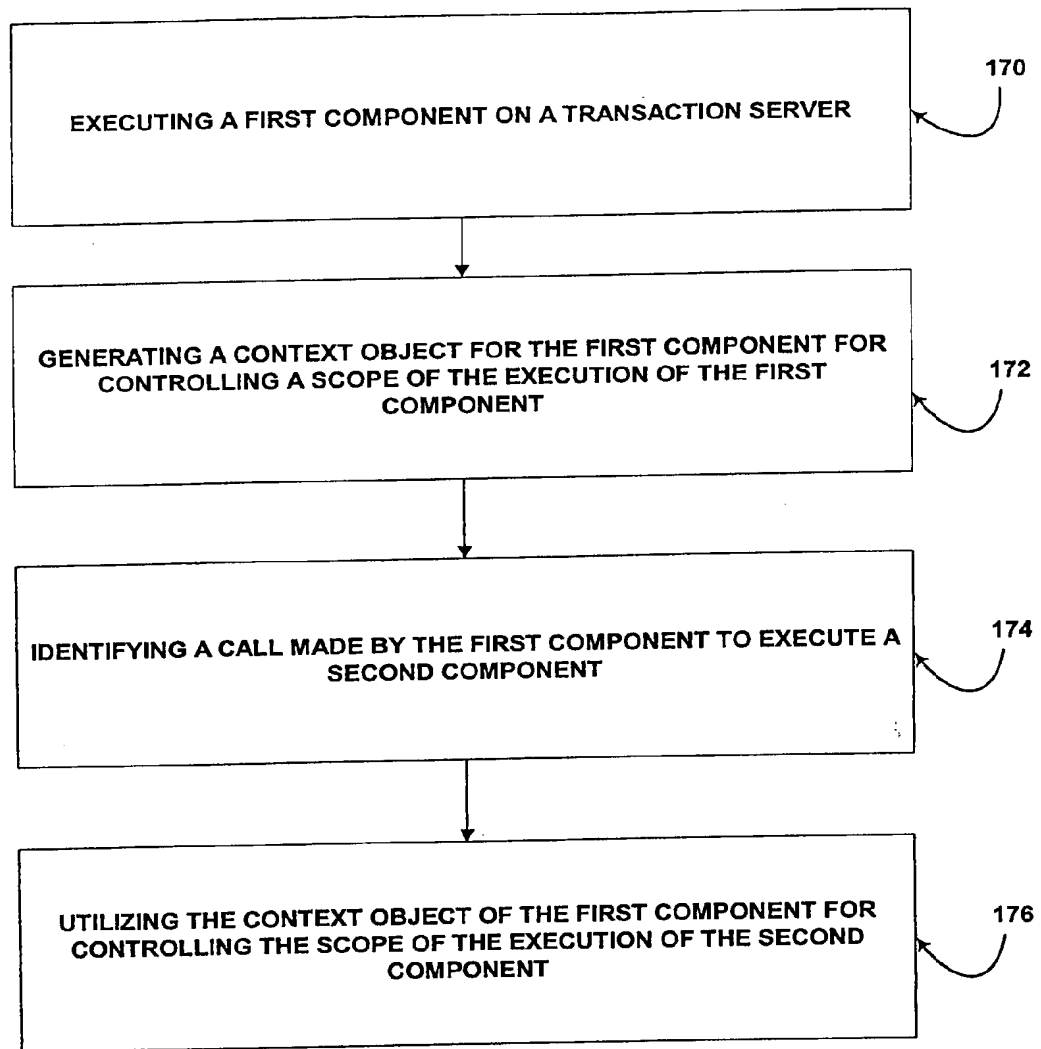 EXECUTING A FIRST COMPONENT ON A TRANSACTION SERVER
170
GENERATING A CONTEXT OBJECT FOR THE FIRST COMPONENT FOR
CONTROLLING A SCOPE OF THE EXECUTION OF THE FIRST
COMPONENT
172
IDENTIFYING A CALL MADE BY THE FIRST COMPONENT TO EXECUTE A
SECOND COMPONENT
174
UTILIZING THE CONTEXT OBJECT OF THE FIRST COMPONENT FOR
CONTROLLING THE SCOPE OF THE EXECUTION OF THE SECOND
COMPONENT
176